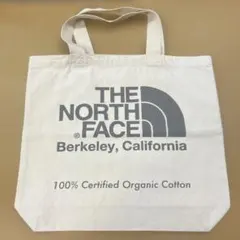 THE
NORTH
FACE
®
Berkeley, California
100% Certified Organic Cotton